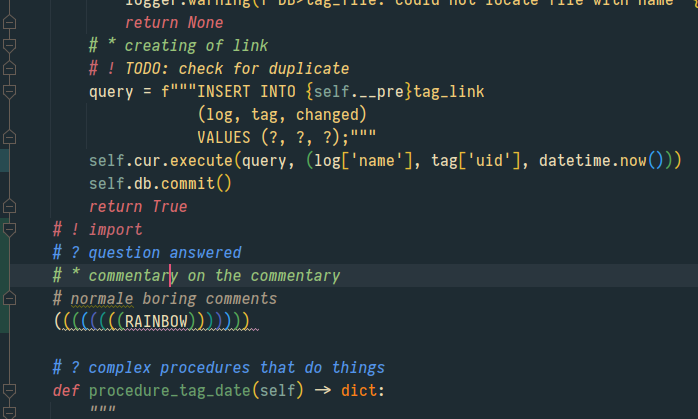 logger.warning(f"DB>tag_file: could not locate file with name "{
return None
# * creating of link
# ! TODO: check for duplicate
query = f"""INSERT INTO {self.__pre}tag_link
(log, tag, changed)
VALUES (?, ?, ?);"""
self.cur.execute(query, (log['name'], tag['uid'], datetime.now()))
self.db.commit()
return True
# ! import
# ? question answered
# * commentary on the commentary
# normale boring comments
((((((((RAINBOW))))))))
# ? complex procedures that do things
def procedure_tag_date(self) -> dict:
"""